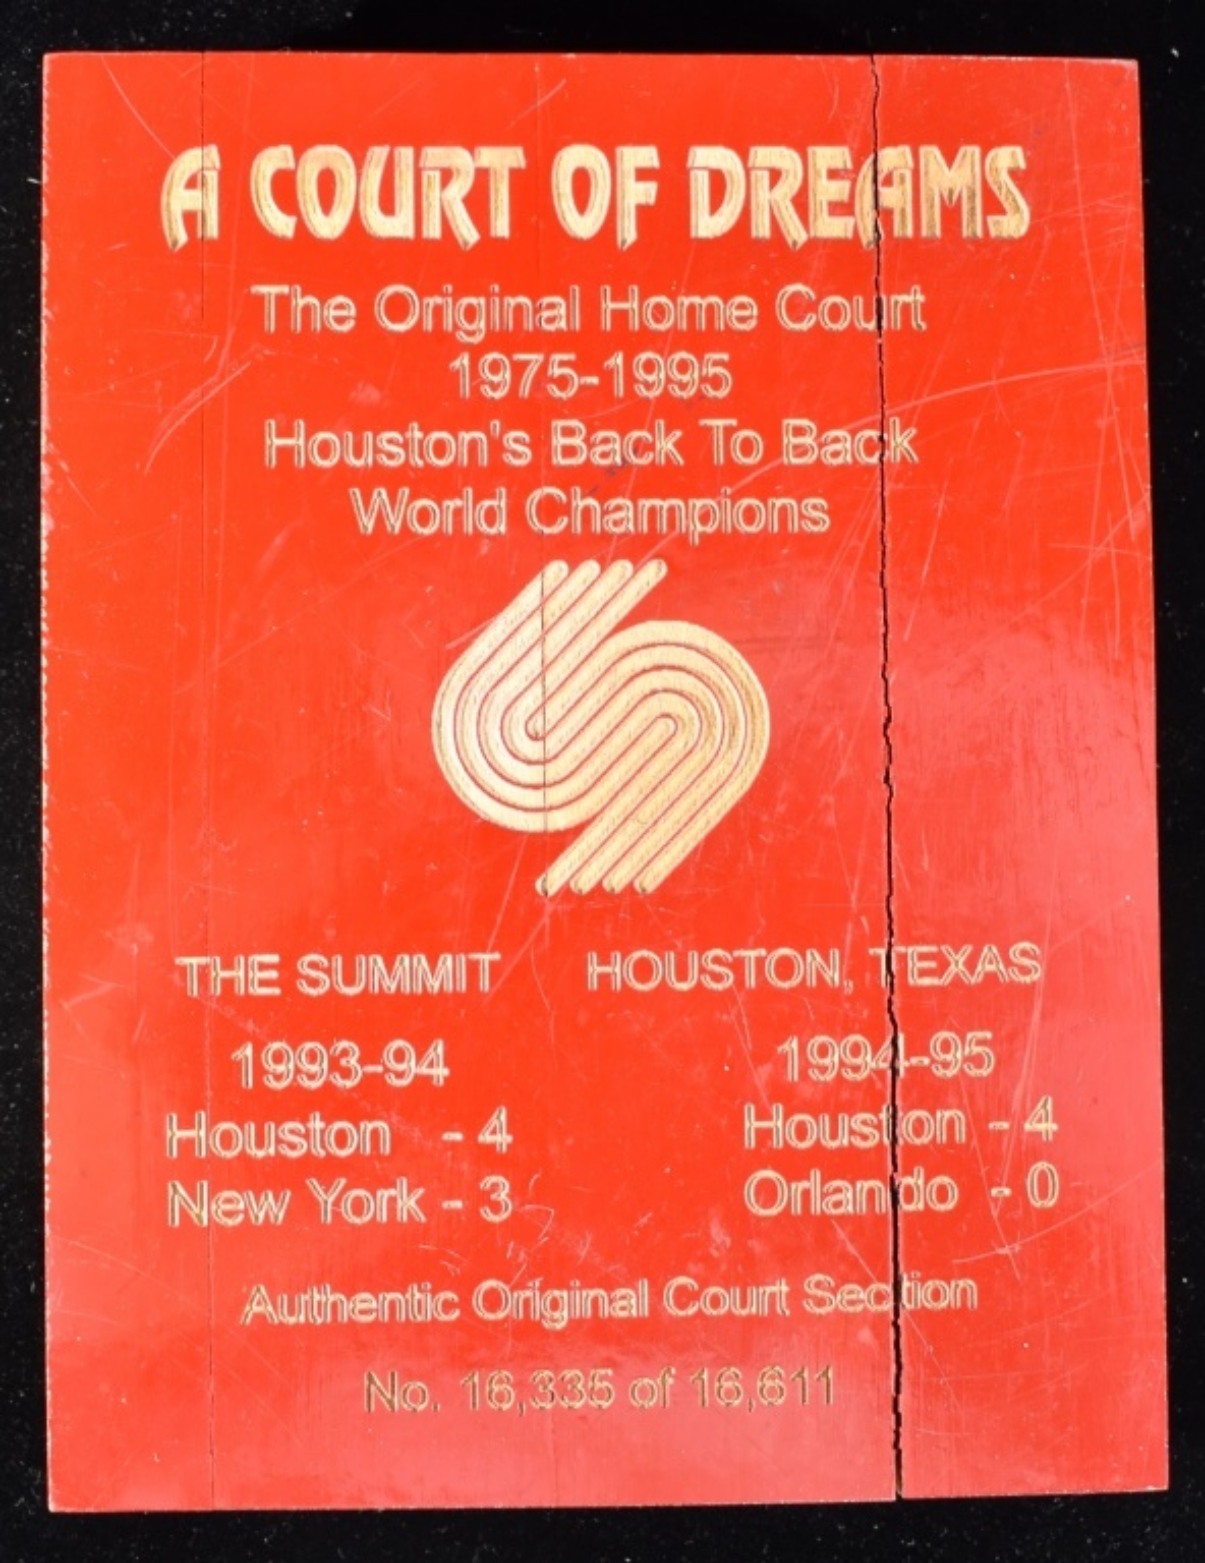 A COURT OF DREAMS
The Original Home Court
1975-1995
Houston's Back To Back
World Champions
THE SUMMIT HOUSTON, TEXAS
1993-94 1994-95
Houston - 4 Houston - 4
New York - 3 Orlando - 0
Authentic Original Court Section
No. 16,335 of 16,611